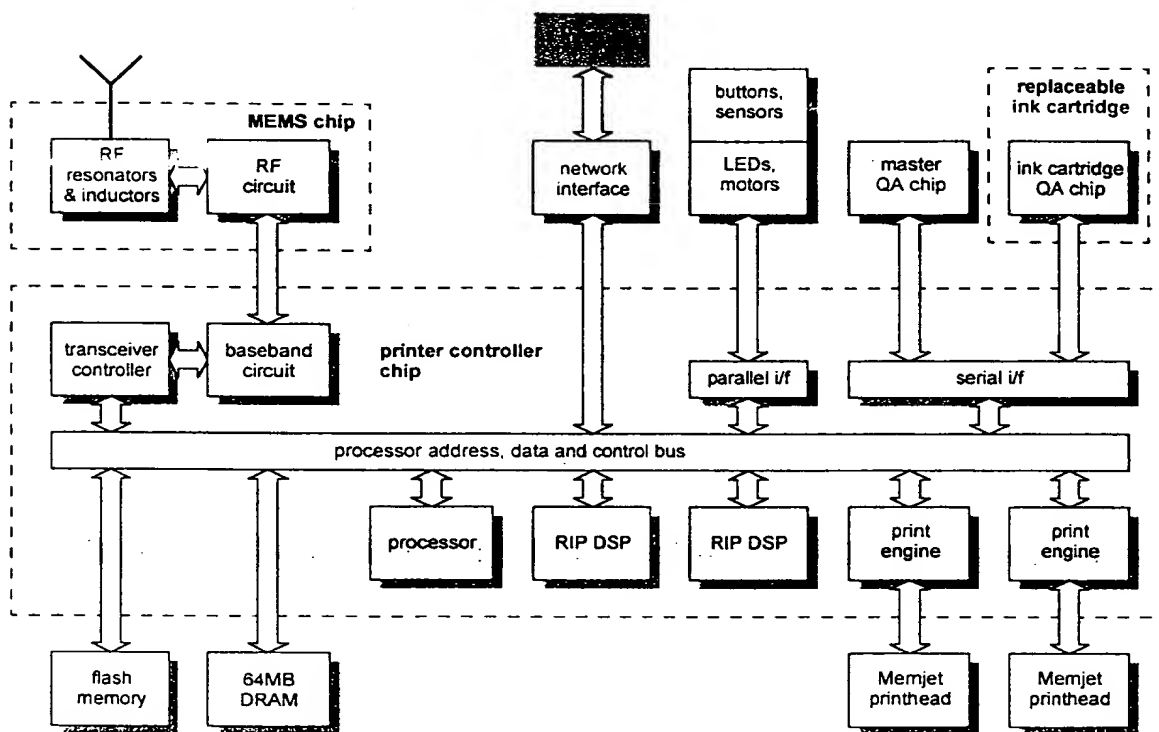 buttons,
sensors
replaceable
ink cartridge
MEMS chip
RF
resonators
& inductors
RF
circuit
network
interface
LEDs,
motors
master
QA chip
ink cartridge
QA chip
transceiver
controller
baseband
circuit
printer controller
chip
parallel i/f
serial i/f
processor address, data and control bus
processor
RIP DSP
RIP DSP
print
engine
print
engine
flash
memory
64MB
DRAM
Memjet
printhead
Memjet
printhead